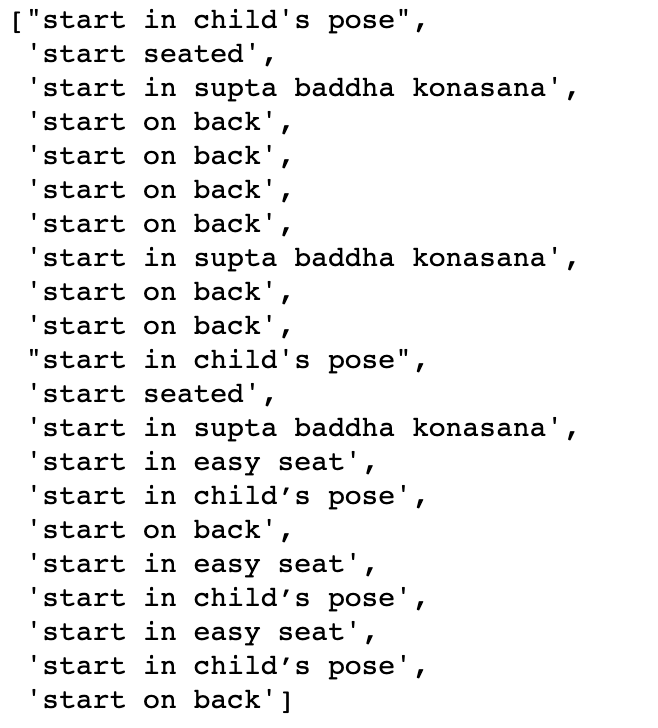 ["start in child's pose",
'start seated',
'start in supta baddha konasana',
'start on back',
'start on back',
'start on back',
'start on back',
'start in supta baddha konasana',
'start on back',
'start on back',
"start in child's pose",
'start seated',
'start in supta baddha konasana',
'start in easy seat',
'start in child’s pose',
'start on back',
'start in easy seat',
'start in child’s pose',
'start in easy seat',
'start in child’s pose',
'start on back']